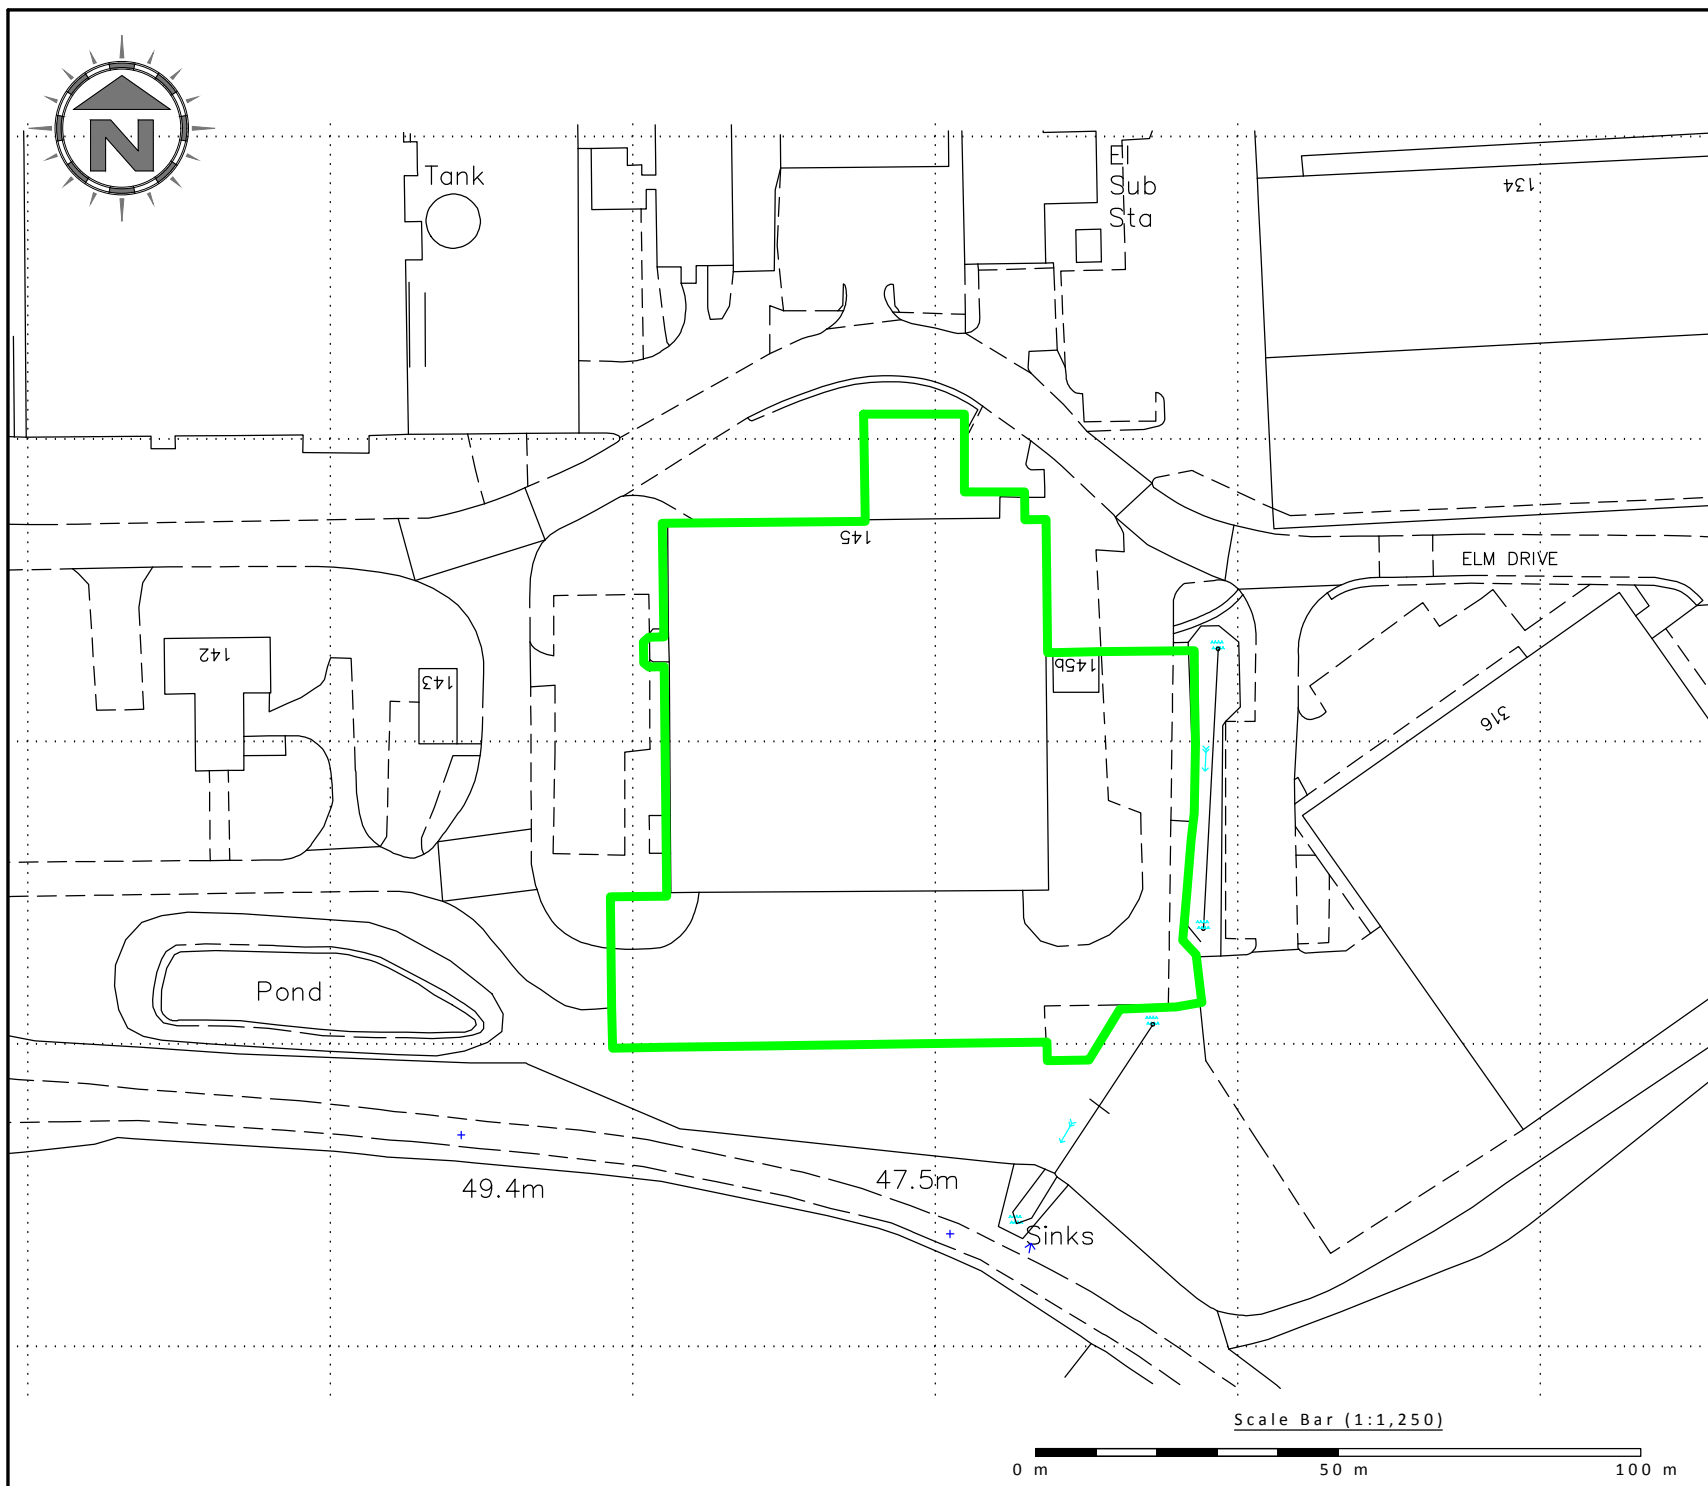 N
Tank
El
Sub
Sta
134
145
ELM DRIVE
142
143
145b
316
Pond
49.4m
47.5m
Sinks
Scale Bar (1:1,250)
0 m 50 m 100 m